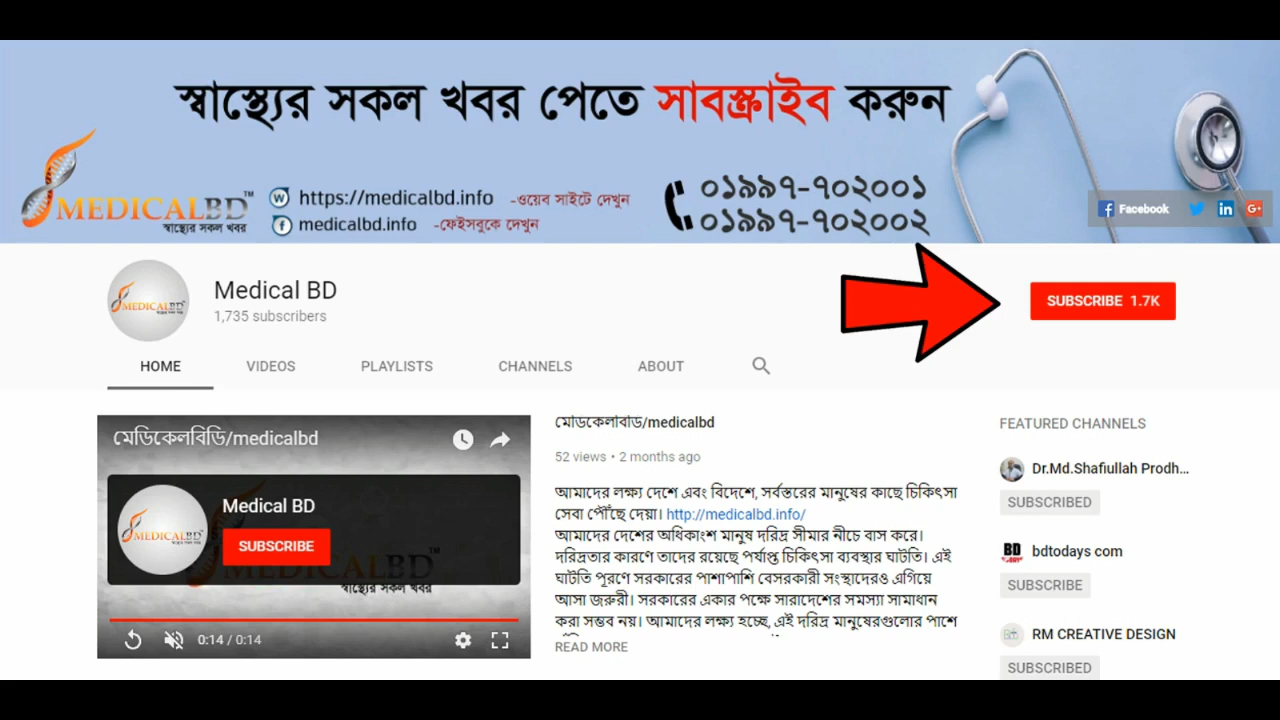 স্বাস্থ্যের সকল খবর পেতে সাবস্ক্রাইব করুন
MEDICALBD™
স্বাস্থ্যের সকল খবর
https://medicalbd.info -ওয়েব সাইটে দেখুন
medicalbd.info -ফেইসবুকে দেখুন
০১৯৯৭-৭০২০০১
০১৯৯৭-৭০২০০২
Facebook
Medical BD
1,735 subscribers
SUBSCRIBE 1.7K
HOME VIDEOS PLAYLISTS CHANNELS ABOUT
মেডিকেলবিডি/medicalbd
Medical BD
SUBSCRIBE
MEDICALBD™
স্বাস্থ্যের সকল খবর
0:14 / 0:14
মেডিকেলবিডি/medicalbd
52 views • 2 months ago
আমাদের লক্ষ্য দেশে এবং বিদেশে, সর্বস্তরের মানুষের কাছে চিকিৎসা
সেবা পৌঁছে দেয়া। http://medicalbd.info/
আমাদের দেশের অধিকাংশ মানুষ দরিদ্র সীমার নীচে বাস করে।
দরিদ্রতার কারণে তাদের রয়েছে পর্যাপ্ত চিকিৎসা ব্যবস্থার ঘাটতি। এই
ঘাটতি পূরণে সরকারের পাশাপাশি বেসরকারী সংস্থাদেরও এগিয়ে
আসা জরুরী। সরকারের একার পক্ষে সারাদেশের সমস্যা সামাধান
করা সম্ভব নয়। আমাদের লক্ষ্য হচ্ছে, এই দরিদ্র মানুষেরগুলোর পাশে
READ MORE
FEATURED CHANNELS
Dr.Md.Shafiullah Prodh...
SUBSCRIBED
bdtodays com
SUBSCRIBE
RM CREATIVE DESIGN
SUBSCRIBED